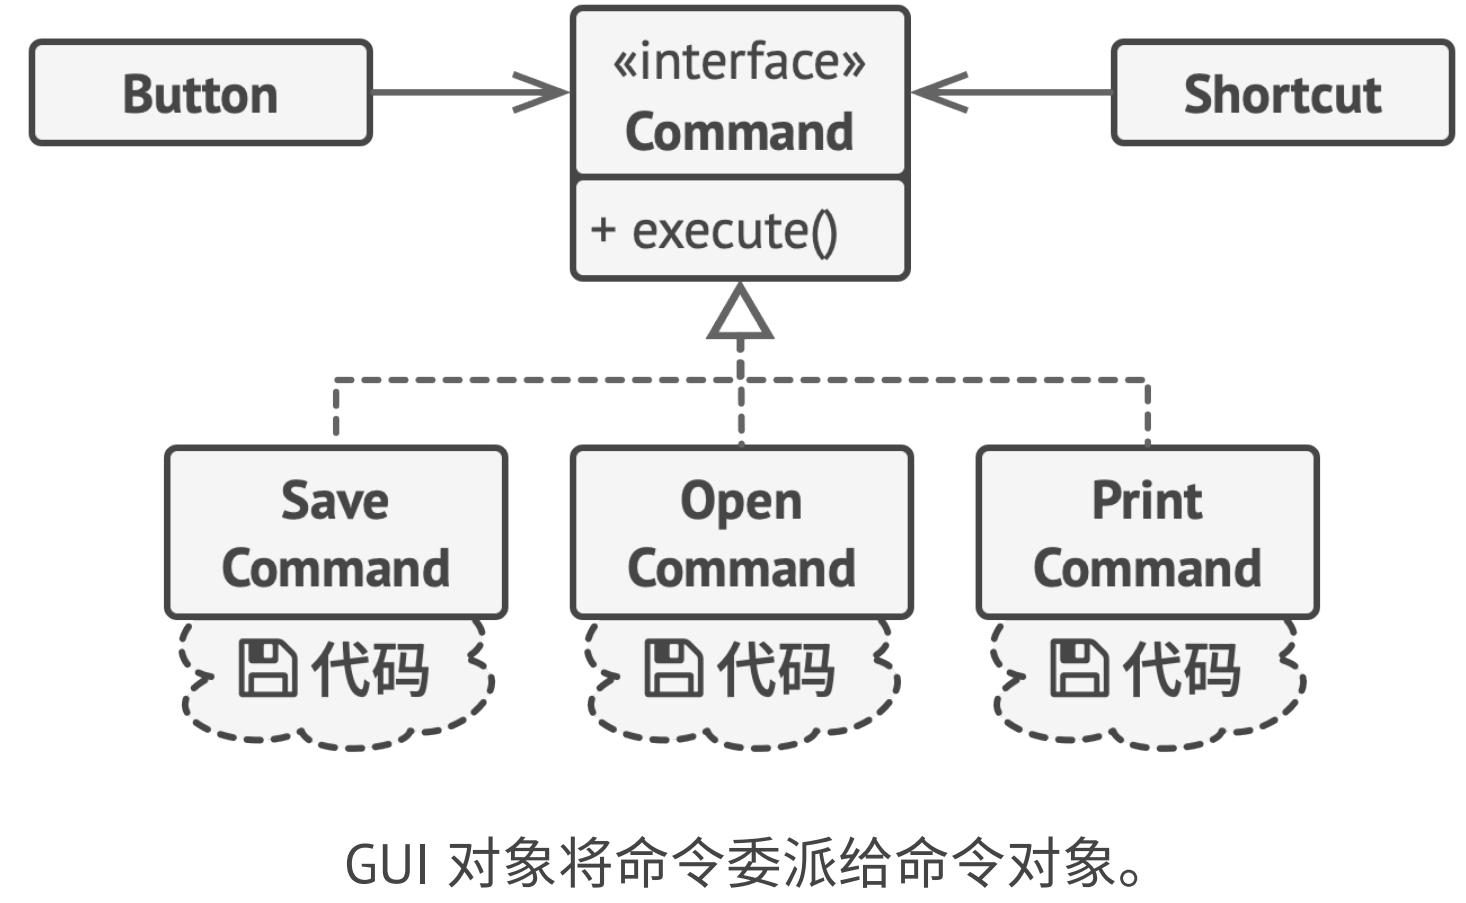 Button
«interface»
Command
+ execute()
Shortcut
Save
Command
代码
Open
Command
代码
Print
Command
代码
GUI 对象将命令委派给命令对象。